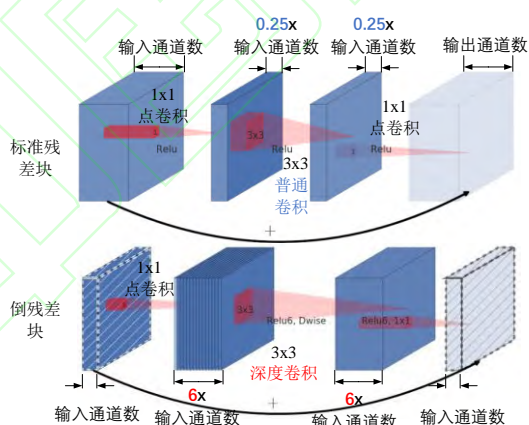 0.25x
0.25x
输入通道数
输入通道数
输入通道数
输出通道数
1x1
点卷积
1x1
点卷积
标准残
差块
Relu
3x3
Relu
Relu
3x3
普通
卷积
+
1x1
点卷积
倒残差
块
3x3
Relu6, Dwise
Relu6, 1x1
3x3
深度卷积
6x
+
6x
输入通道数
输入通道数
输入通道数
输入通道数